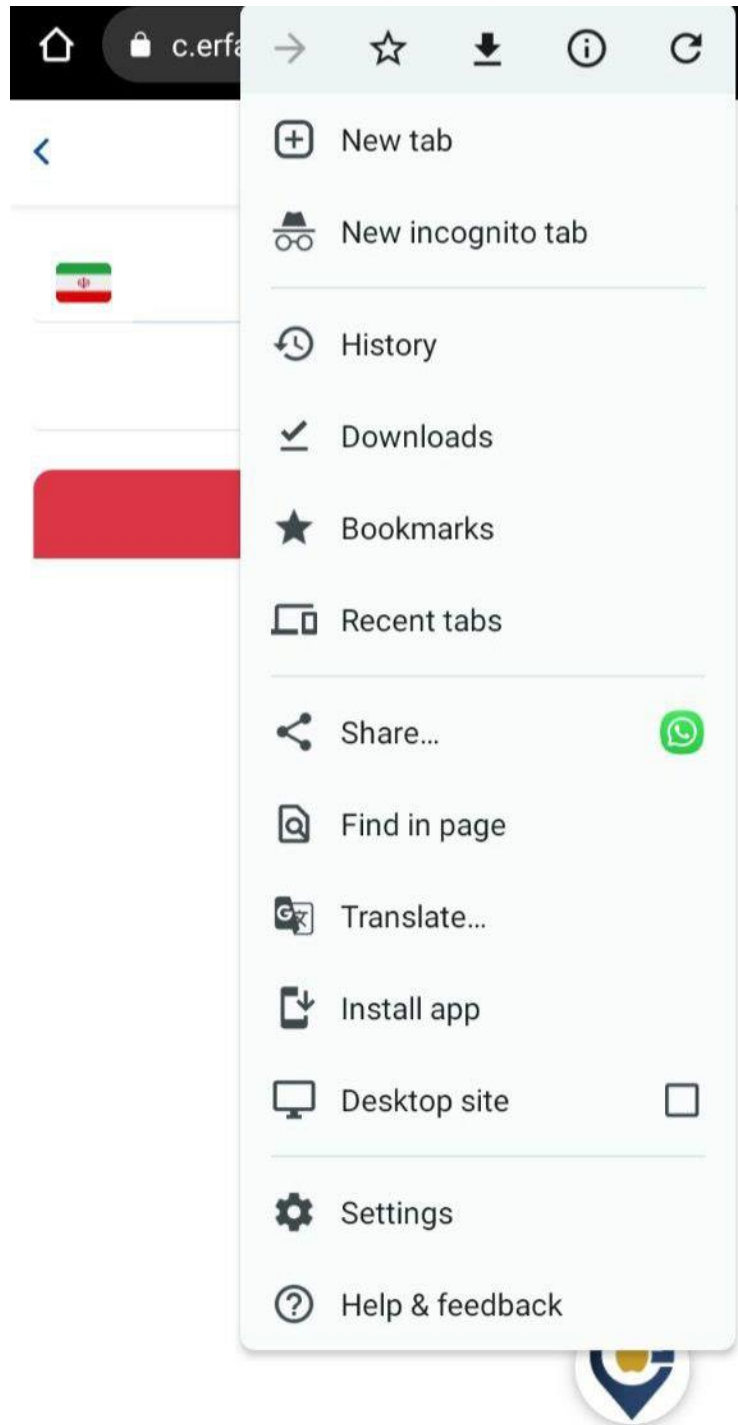 c.erfa
New tab
New incognito tab
History
Downloads
Bookmarks
Recent tabs
Share...
Find in page
Translate...
Install app
Desktop site
Settings
Help & feedback